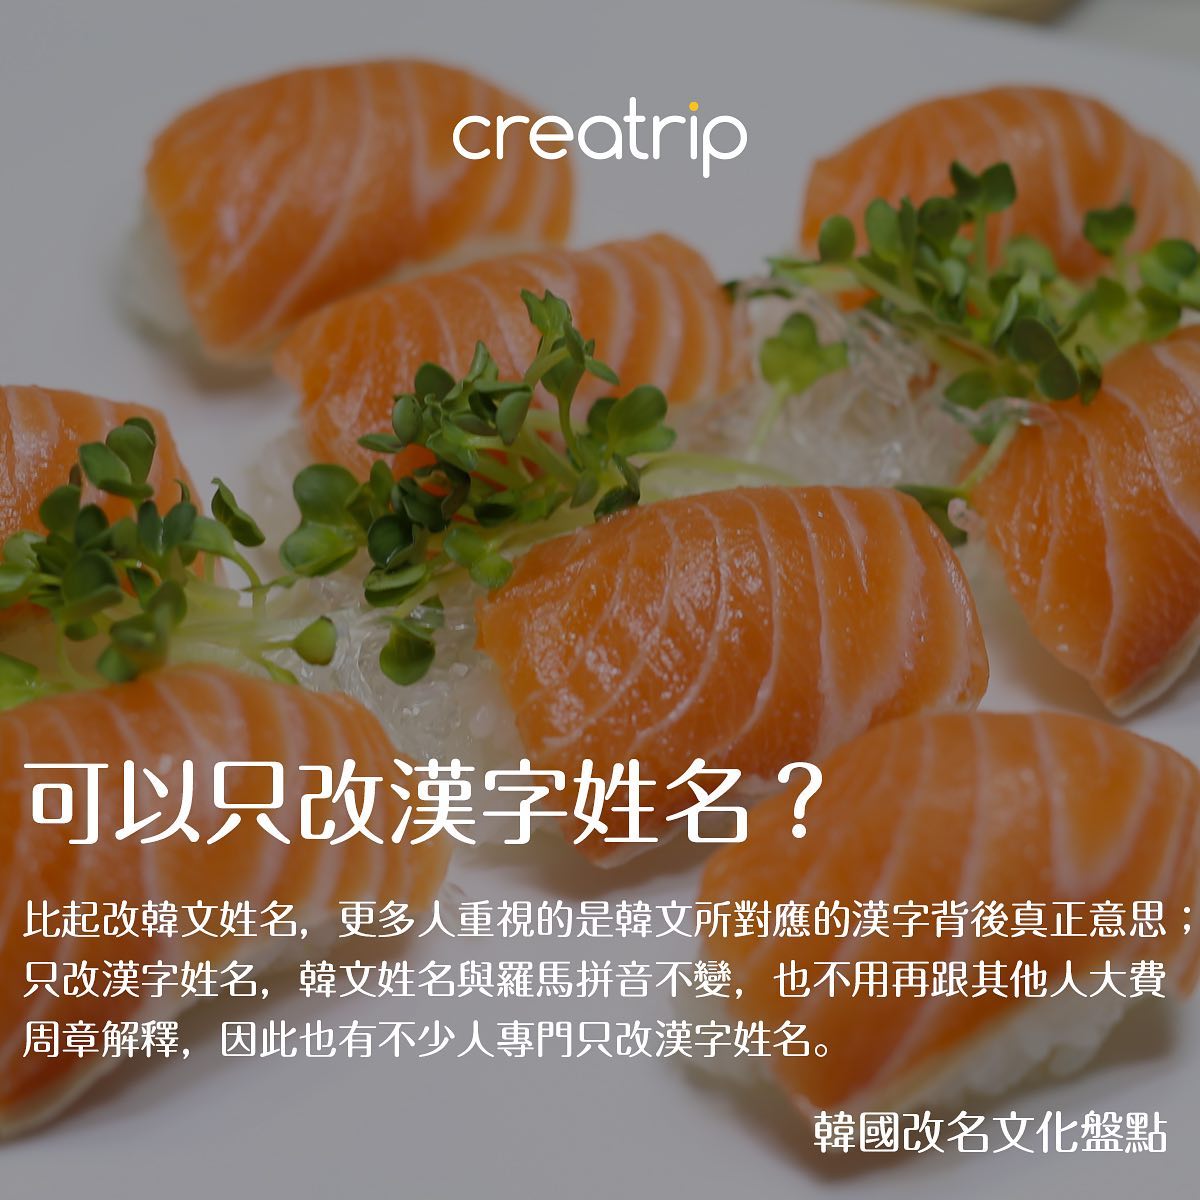 creatrip
可以只改漢字姓名？
比起改韓文姓名，更多人重視的是韓文所對應的漢字背後真正意思；
只改漢字姓名，韓文姓名與羅馬拼音不變，也不用再跟其他人大費
周章解釋，因此也有不少人專門只改漢字姓名。
韓國改名文化盤點